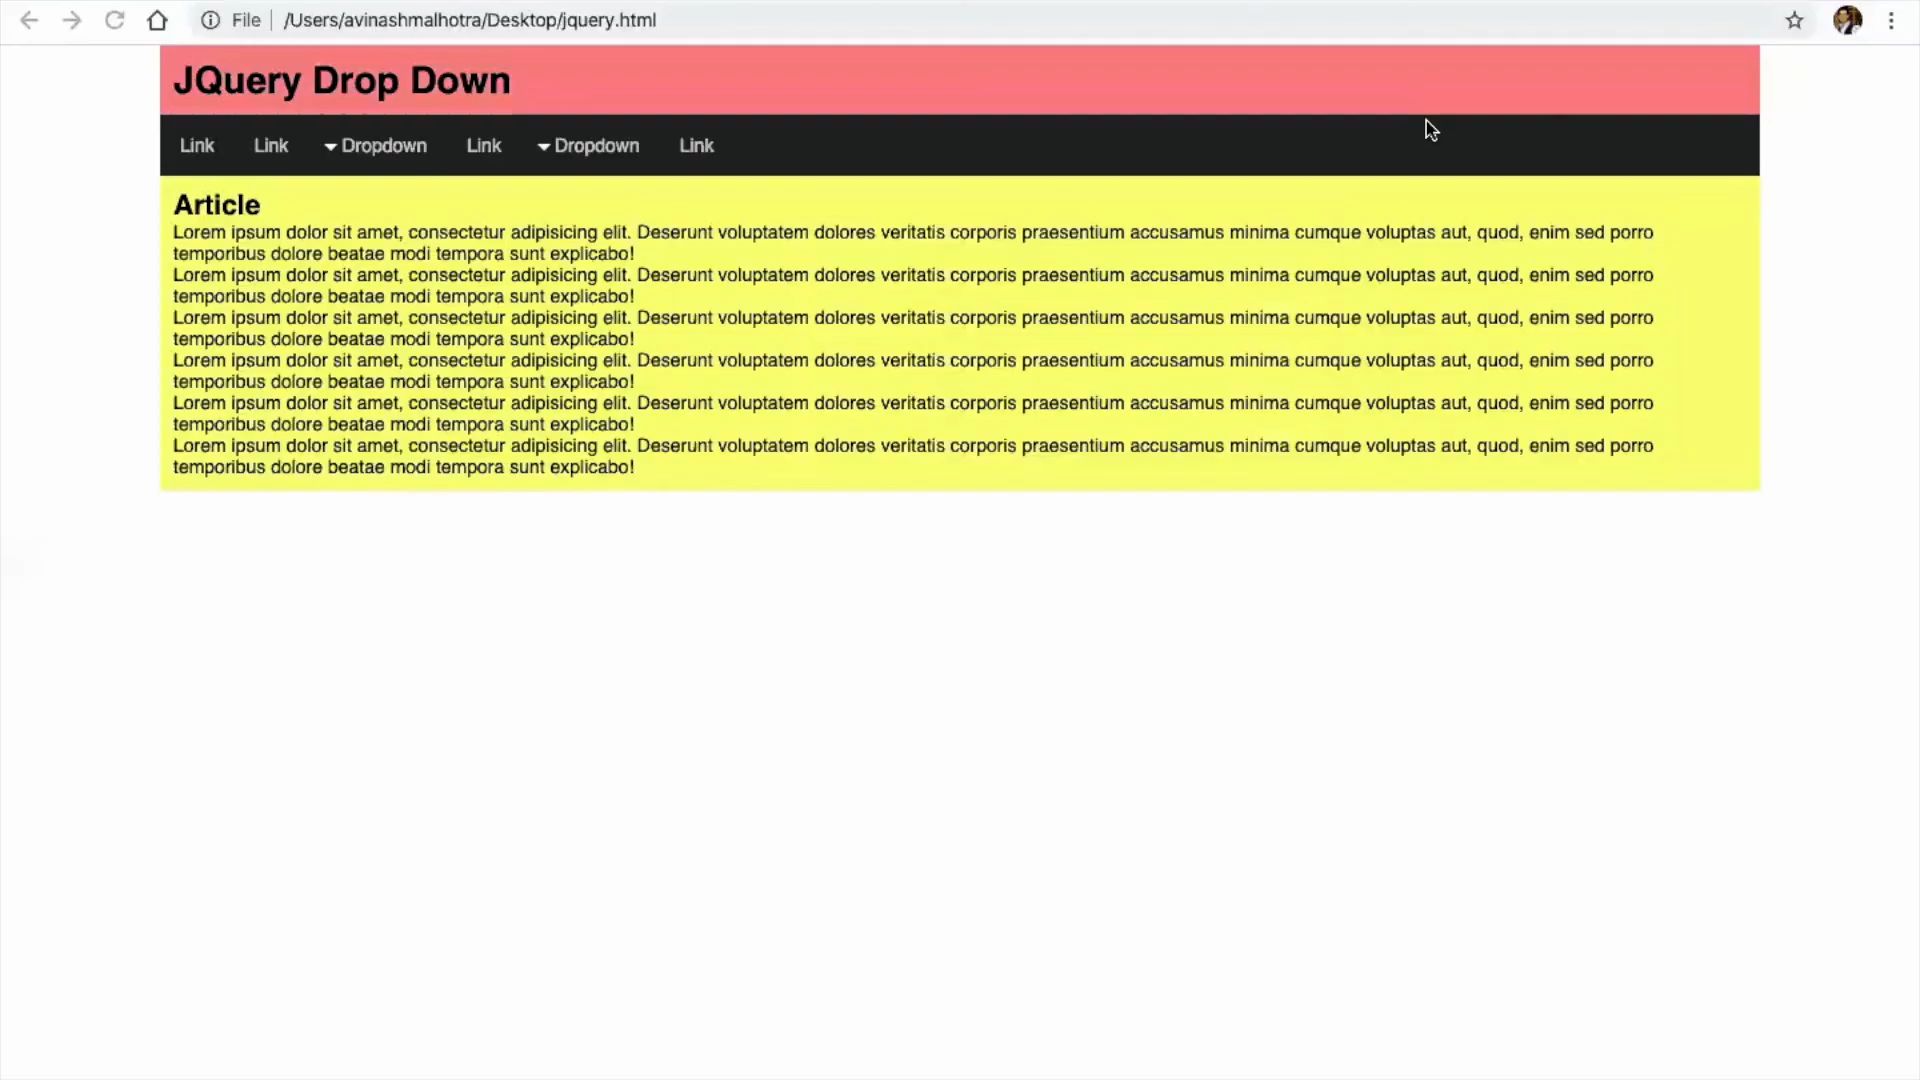 File /Users/avinashmalhotra/Desktop/jquery.html
JQuery Drop Down
Link Link Dropdown Link Dropdown Link
Article
Lorem ipsum dolor sit amet, consectetur adipisicing elit. Deserunt voluptatem dolores veritatis corporis praesentium accusamus minima cumque voluptas aut, quod, enim sed porro
temporibus dolore beatae modi tempora sunt explicabo!
Lorem ipsum dolor sit amet, consectetur adipisicing elit. Deserunt voluptatem dolores veritatis corporis praesentium accusamus minima cumque voluptas aut, quod, enim sed porro
temporibus dolore beatae modi tempora sunt explicabo!
Lorem ipsum dolor sit amet, consectetur adipisicing elit. Deserunt voluptatem dolores veritatis corporis praesentium accusamus minima cumque voluptas aut, quod, enim sed porro
temporibus dolore beatae modi tempora sunt explicabo!
Lorem ipsum dolor sit amet, consectetur adipisicing elit. Deserunt voluptatem dolores veritatis corporis praesentium accusamus minima cumque voluptas aut, quod, enim sed porro
temporibus dolore beatae modi tempora sunt explicabo!
Lorem ipsum dolor sit amet, consectetur adipisicing elit. Deserunt voluptatem dolores veritatis corporis praesentium accusamus minima cumque voluptas aut, quod, enim sed porro
temporibus dolore beatae modi tempora sunt explicabo!
Lorem ipsum dolor sit amet, consectetur adipisicing elit. Deserunt voluptatem dolores veritatis corporis praesentium accusamus minima cumque voluptas aut, quod, enim sed porro
temporibus dolore beatae modi tempora sunt explicabo!